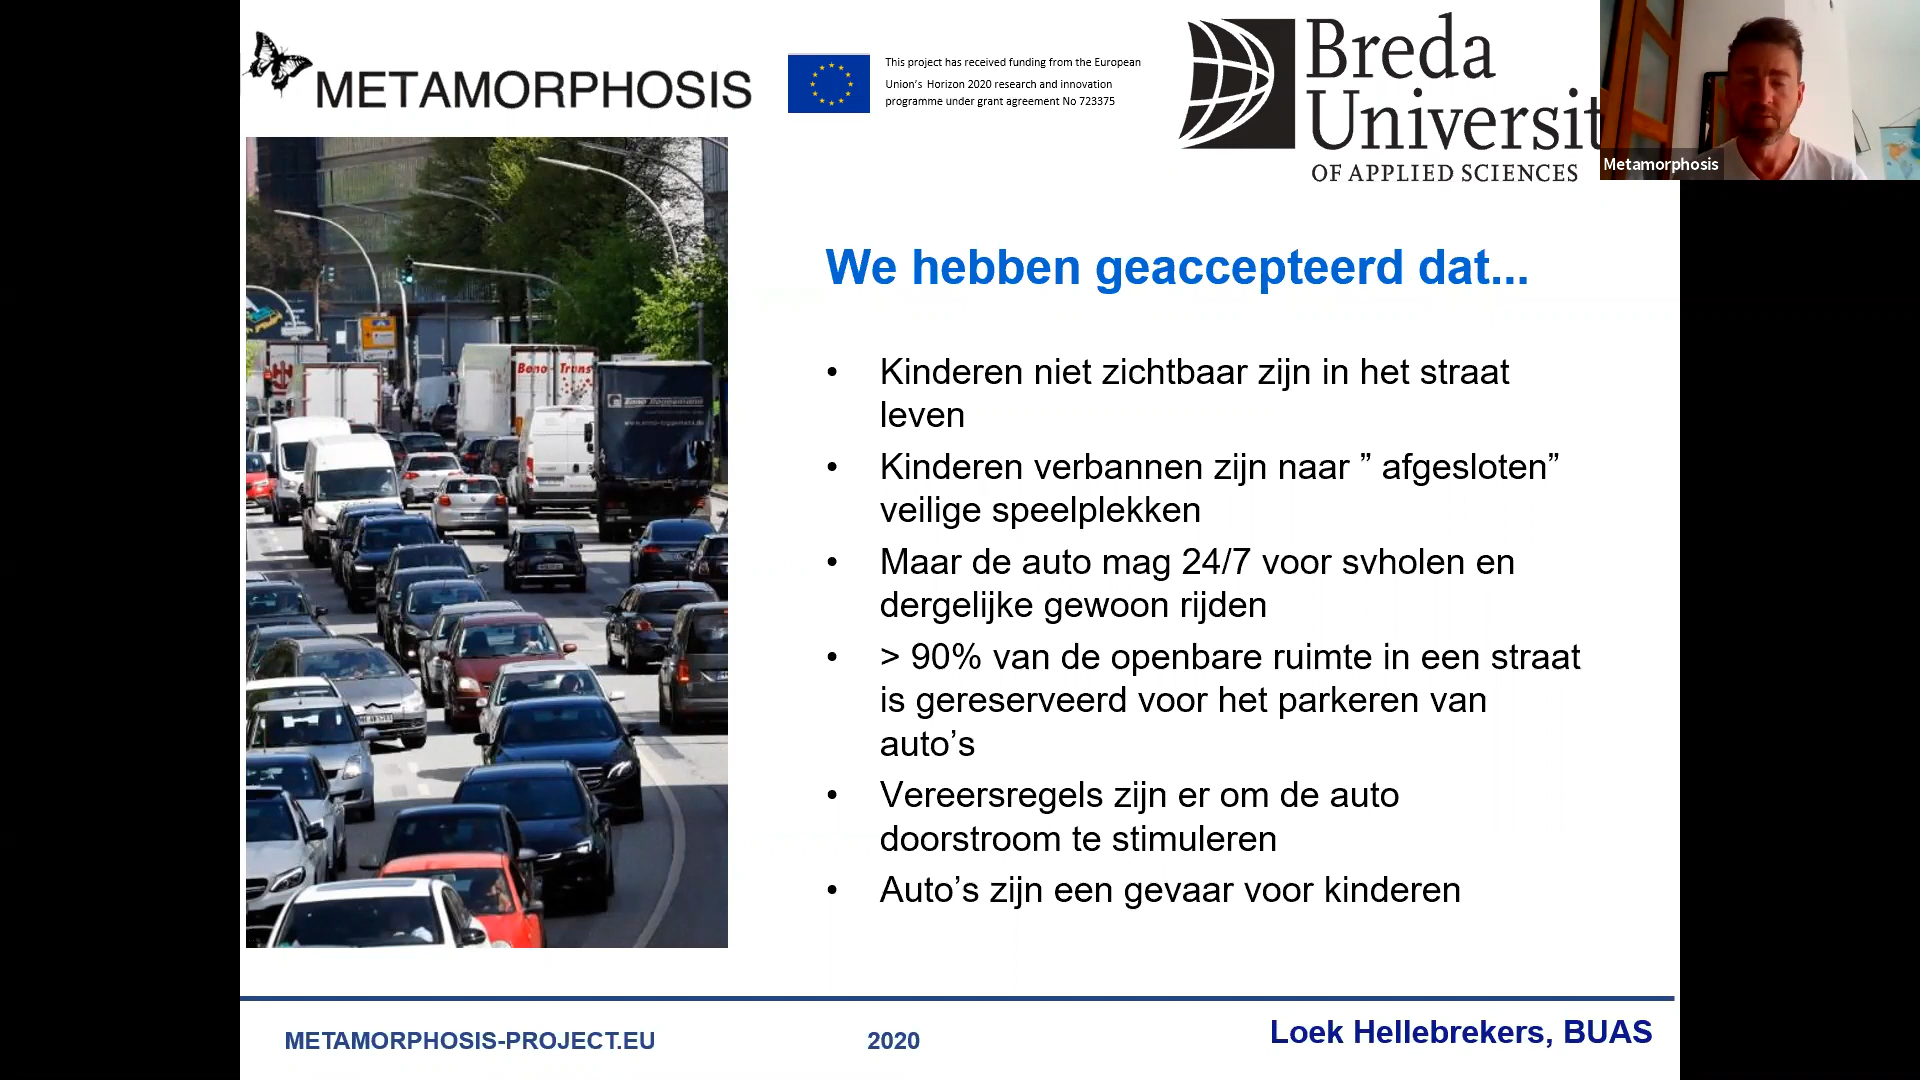 METAMORPHOSIS
This project has received funding from the European
Union's Horizon 2020 research and innovation
programme under grant agreement No 723375
Breda
Universit
OF APPLIED SCIENCES
Metamorphosis
Beno-Trans
We hebben geaccepteerd dat...
• Kinderen niet zichtbaar zijn in het straat
leven
• Kinderen verbannen zijn naar ” afgesloten”
veilige speelplekken
• Maar de auto mag 24/7 voor svholen en
dergelijke gewoon rijden
• > 90% van de openbare ruimte in een straat
is gereserveerd voor het parkeren van
auto’s
• Vereersregels zijn er om de auto
doorstroom te stimuleren
• Auto’s zijn een gevaar voor kinderen
METAMORPHOSIS-PROJECT.EU
2020
Loek Hellebrekers, BUAS